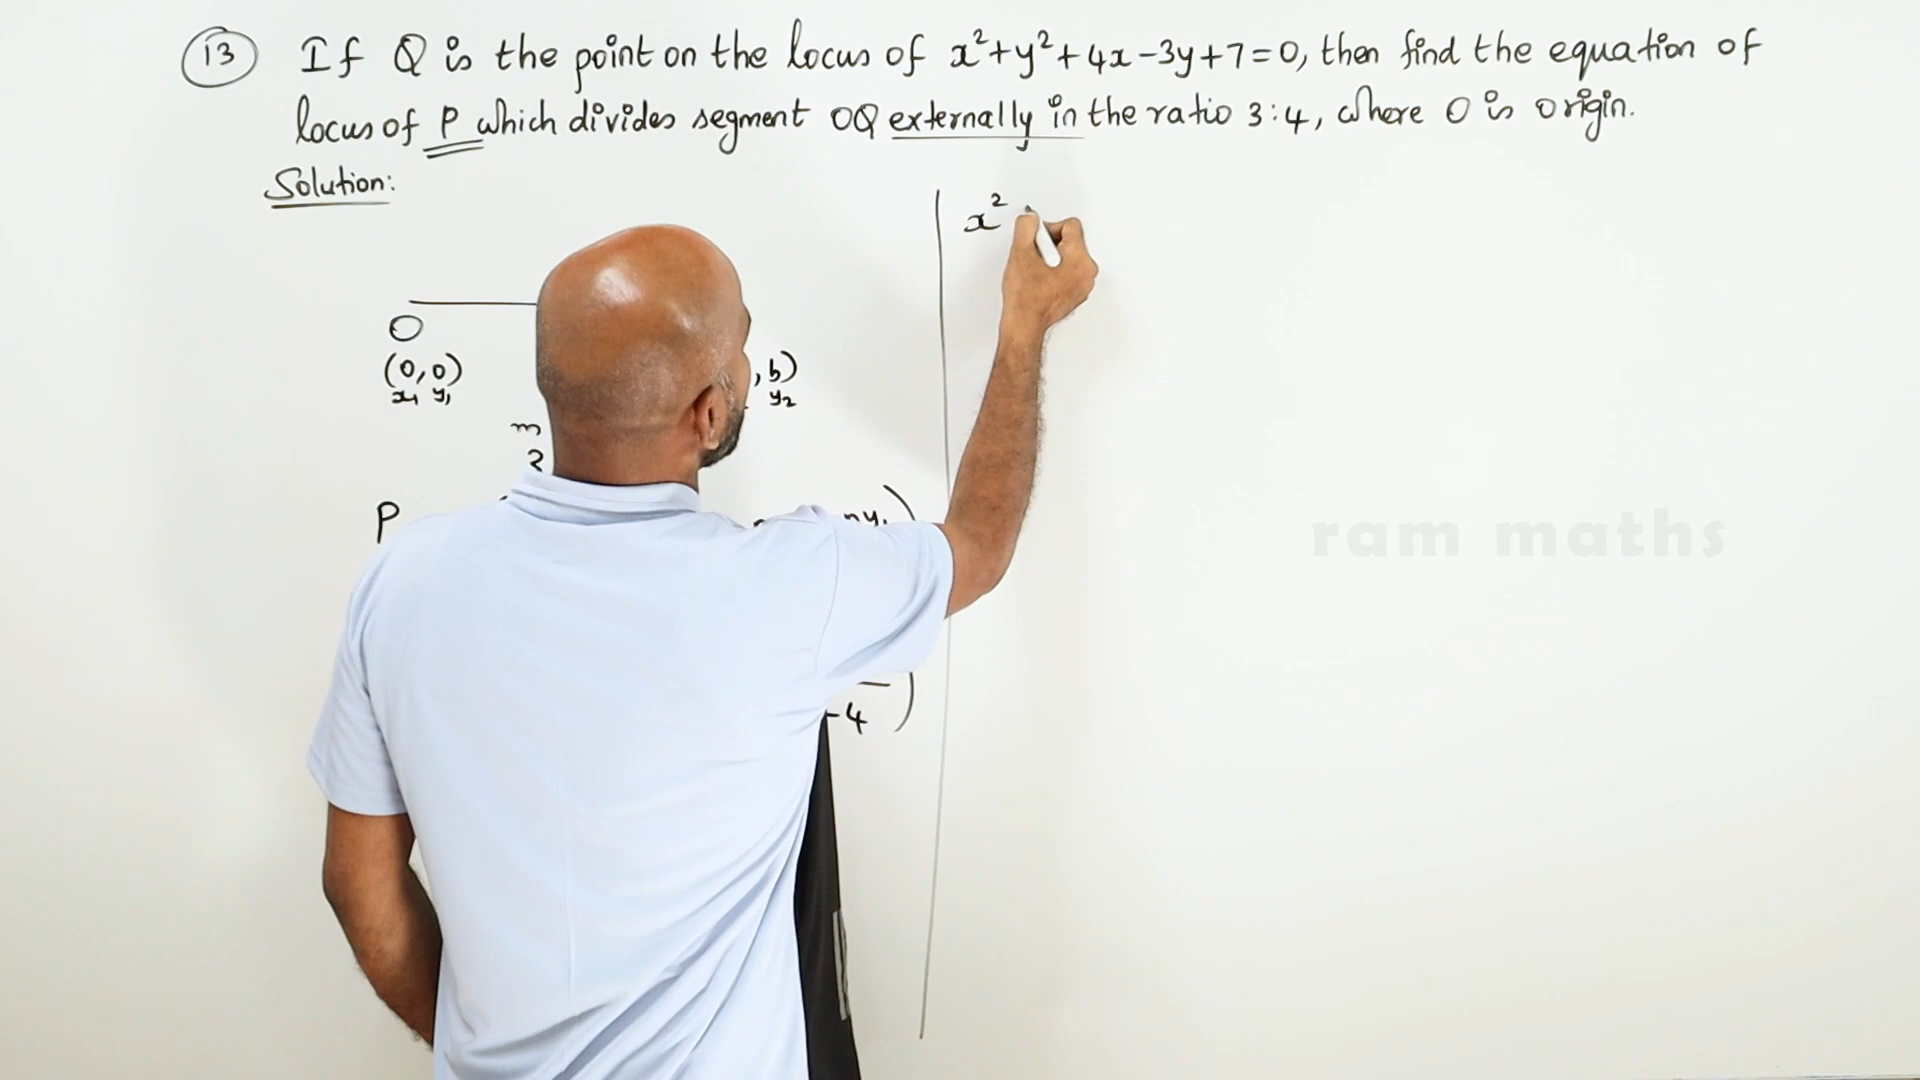 13 If Q is the point on the locus of x²+y²+4x-3y+7=0, then find the equation of
locus of P which divides segment OQ externally in the ratio 3:4, where O is origin.
Solution:
x²
O
(0,0) ,b)
x₁ y₁ y₂
m
3
P ny₁)
ram maths
-4)